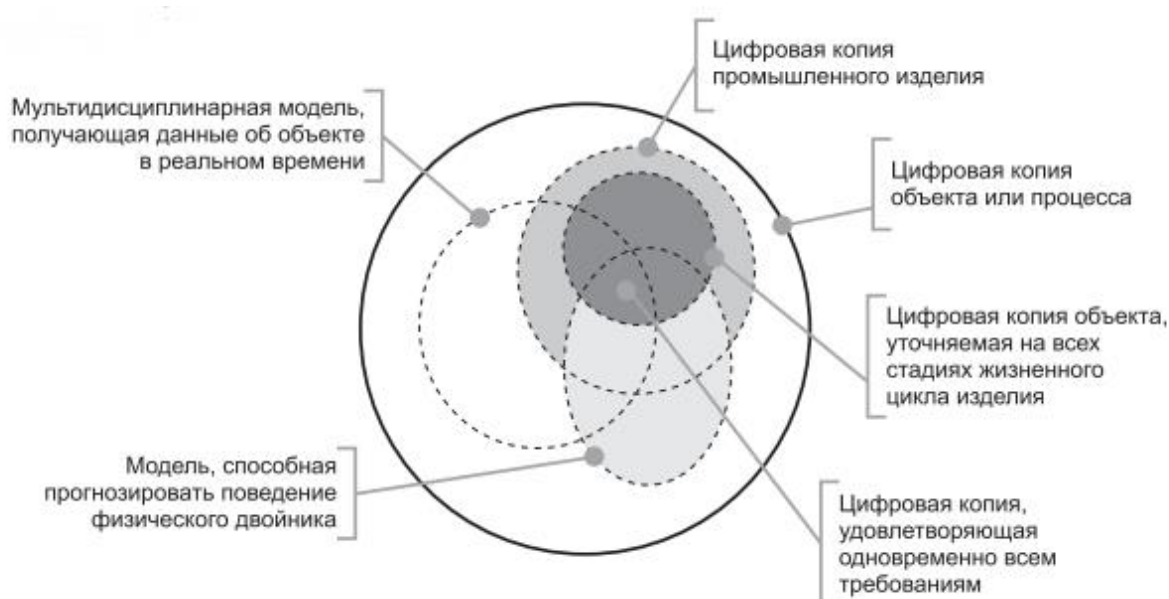 Цифровая копия
промышленного изделия
Мультидисциплинарная модель,
получающая данные об объекте
в реальном времени
Цифровая копия
объекта или процесса
Цифровая копия объекта,
уточняемая на всех
стадиях жизненного
цикла изделия
Модель, способная
прогнозировать поведение
физического двойника
Цифровая копия,
удовлетворяющая
одновременно всем
требованиям